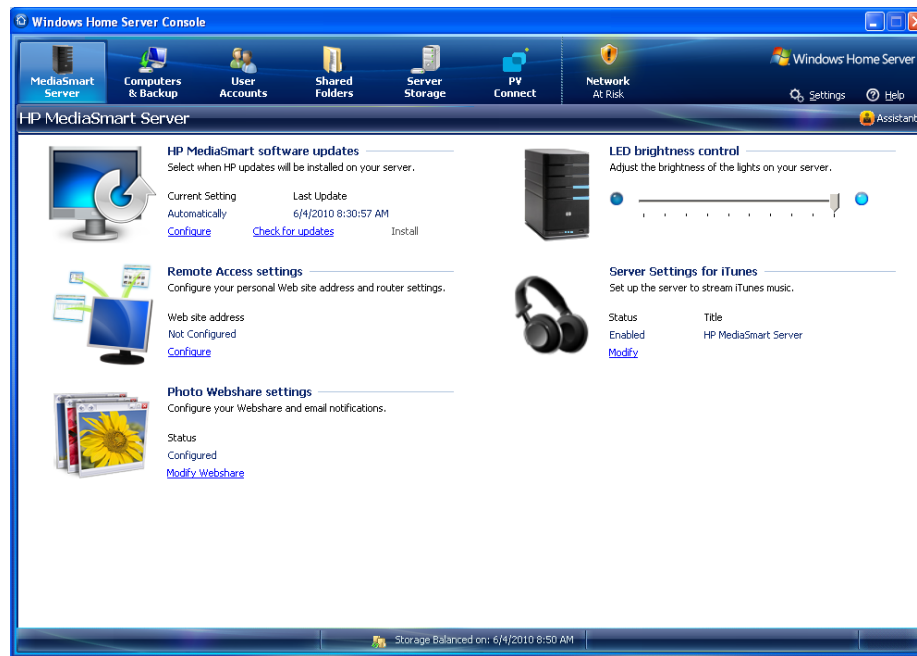 Windows Home Server Console
MediaSmart Server
Computers & Backup
User Accounts
Shared Folders
Server Storage
PV Connect
Network At Risk
Windows Home Server
Settings
Help
HP MediaSmart Server
Assistant
HP MediaSmart software updates
Select when HP updates will be installed on your server.
Current Setting Last Update
Automatically 6/4/2010 8:30:57 AM
Configure Check for updates Install
LED brightness control
Adjust the brightness of the lights on your server.
Remote Access settings
Configure your personal Web site address and router settings.
Web site address
Not Configured
Configure
Server Settings for iTunes
Set up the server to stream iTunes music.
Status Title
Enabled HP MediaSmart Server
Modify
Photo Webshare settings
Configure your Webshare and email notifications.
Status
Configured
Modify Webshare
Storage Balanced on: 6/4/2010 8:50 AM